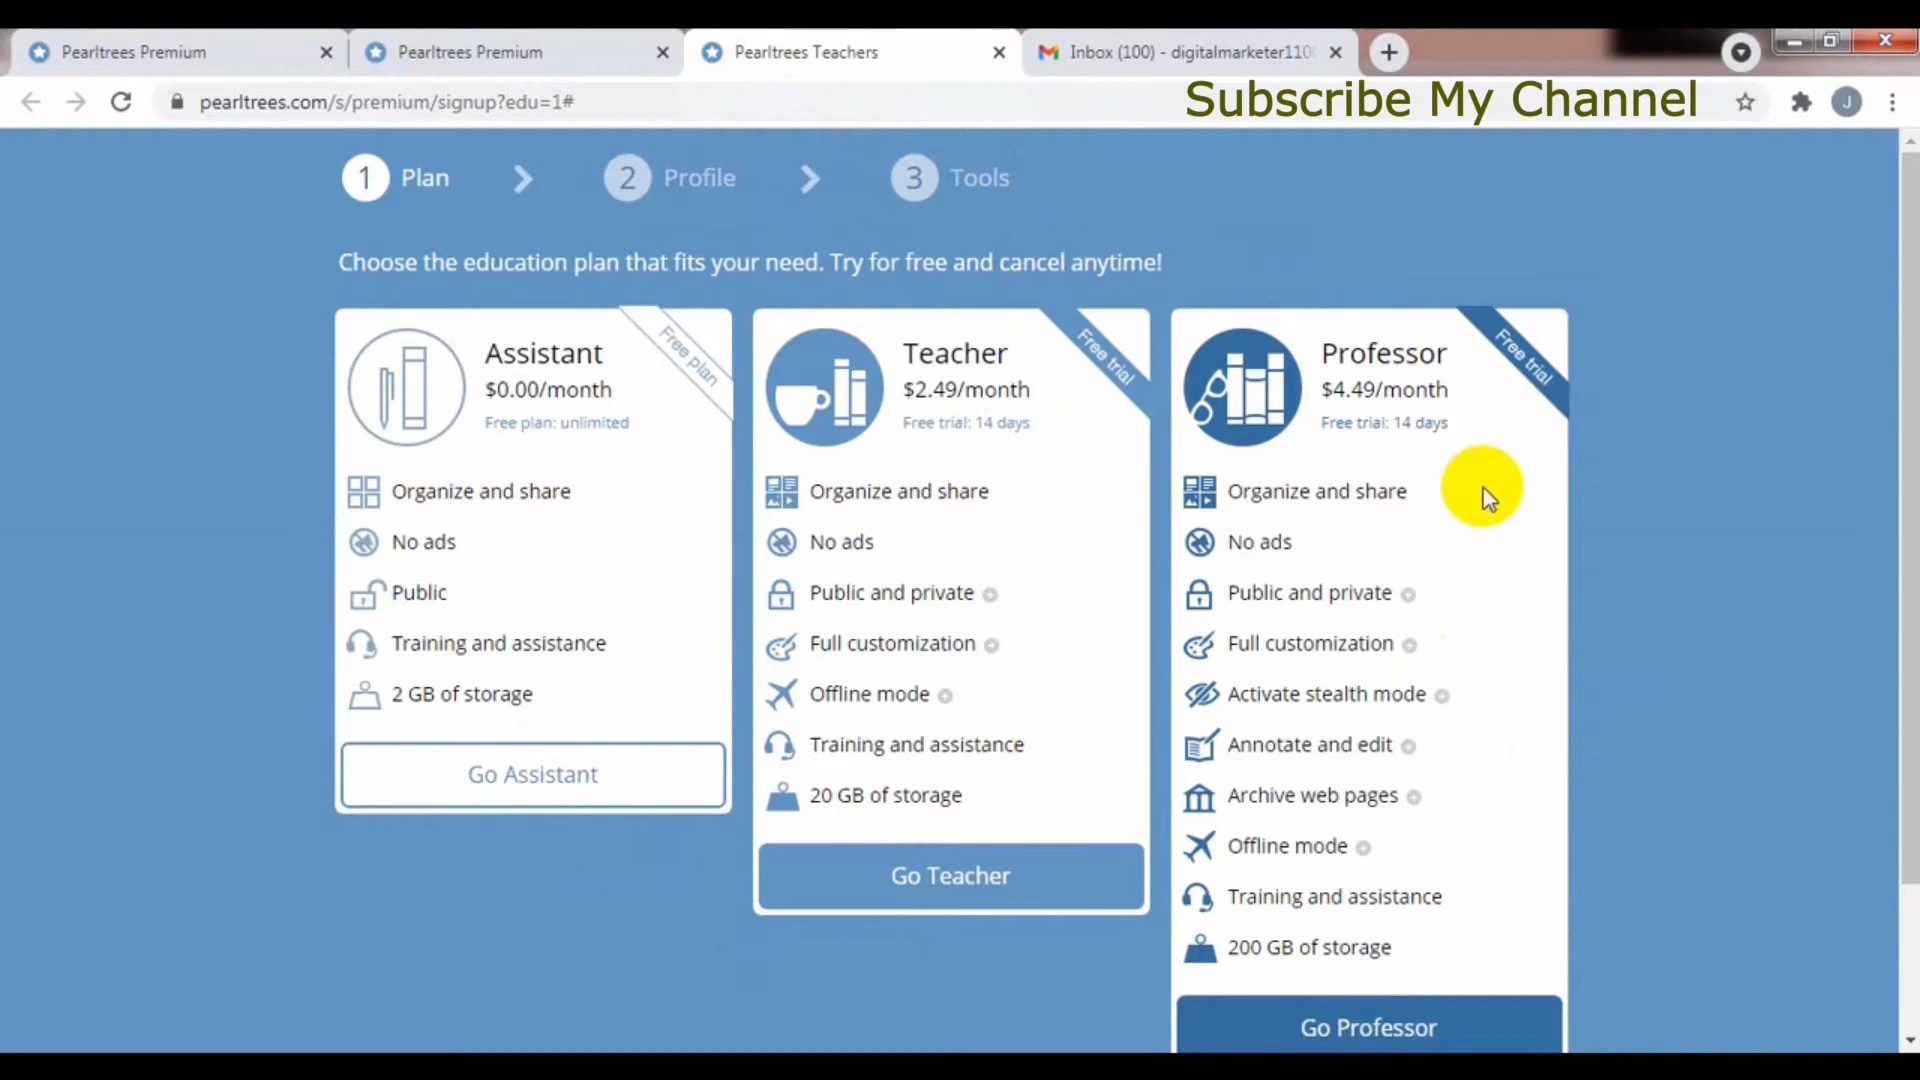 Pearltrees Premium
Pearltrees Premium
Pearltrees Teachers
Inbox (100) - digitalmarketer110
pearltrees.com/s/premium/signup?edu=1#
J
Subscribe My Channel
1 Plan
2 Profile
3 Tools
Choose the education plan that fits your need. Try for free and cancel anytime!
Assistant
$0.00/month
Free plan: unlimited
Free plan
Organize and share
No ads
Public
Training and assistance
2 GB of storage
Go Assistant
Teacher
$2.49/month
Free trial: 14 days
Free trial
Organize and share
No ads
Public and private
Full customization
Offline mode
Training and assistance
20 GB of storage
Go Teacher
Professor
$4.49/month
Free trial: 14 days
Free trial
Organize and share
No ads
Public and private
Full customization
Activate stealth mode
Annotate and edit
Archive web pages
Offline mode
Training and assistance
200 GB of storage
Go Professor